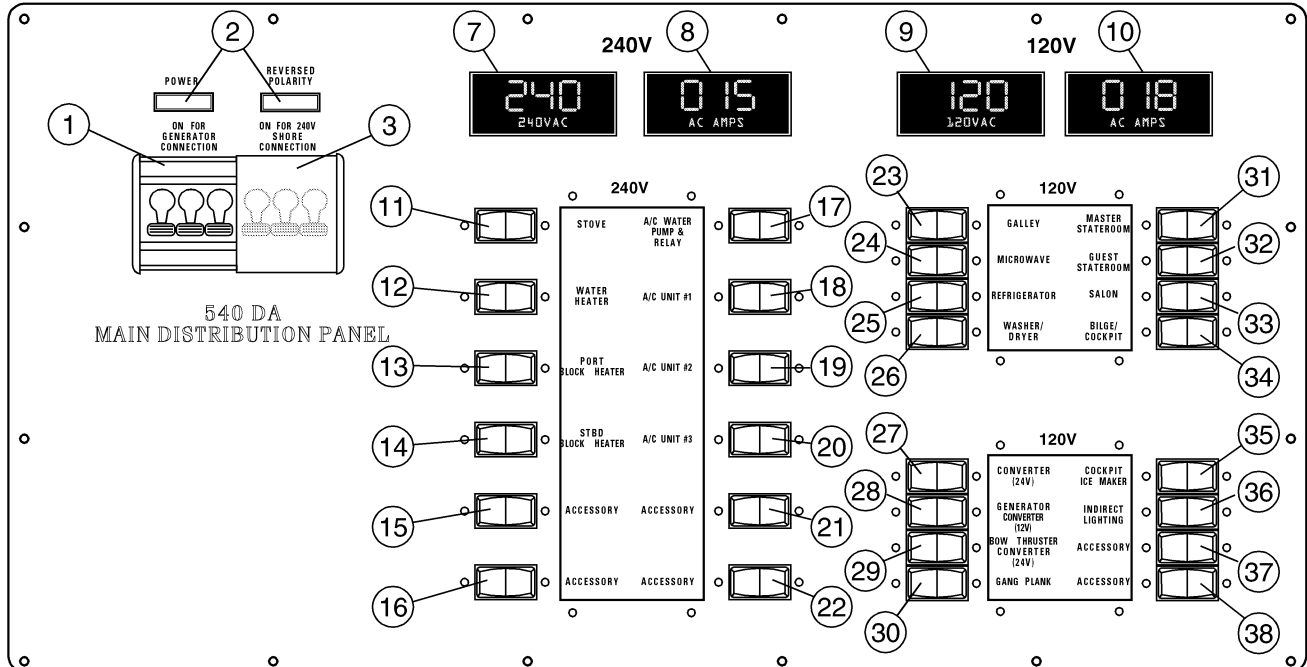 2
7
240V
8
9
120V
10
POWER
REVERSED
POLARITY
240
240VAC
0 15
AC AMPS
120
120VAC
0 18
AC AMPS
1
ON FOR
GENERATOR
CONNECTION
ON FOR 240V
SHORE
CONNECTION
3
540 DA
MAIN DISTRIBUTION PANEL
240V
11
STOVE
A/C WATER
PUMP &
RELAY
17
12
WATER
HEATER
A/C UNIT #1
18
13
PORT
BLOCK HEATER
A/C UNIT #2
19
14
STBD
BLOCK HEATER
A/C UNIT #3
20
15
ACCESSORY
ACCESSORY
21
16
ACCESSORY
ACCESSORY
22
120V
23
GALLEY
MASTER
STATEROOM
31
24
MICROWAVE
GUEST
STATEROOM
32
25
REFRIGERATOR
SALON
33
26
WASHER/
DRYER
BILGE/
COCKPIT
34
120V
27
CONVERTER
(24V)
COCKPIT
ICE MAKER
35
28
GENERATOR
CONVERTER
(12V)
INDIRECT
LIGHTING
36
29
BOW THRUSTER
CONVERTER
(24V)
ACCESSORY
37
30
GANG PLANK
ACCESSORY
38